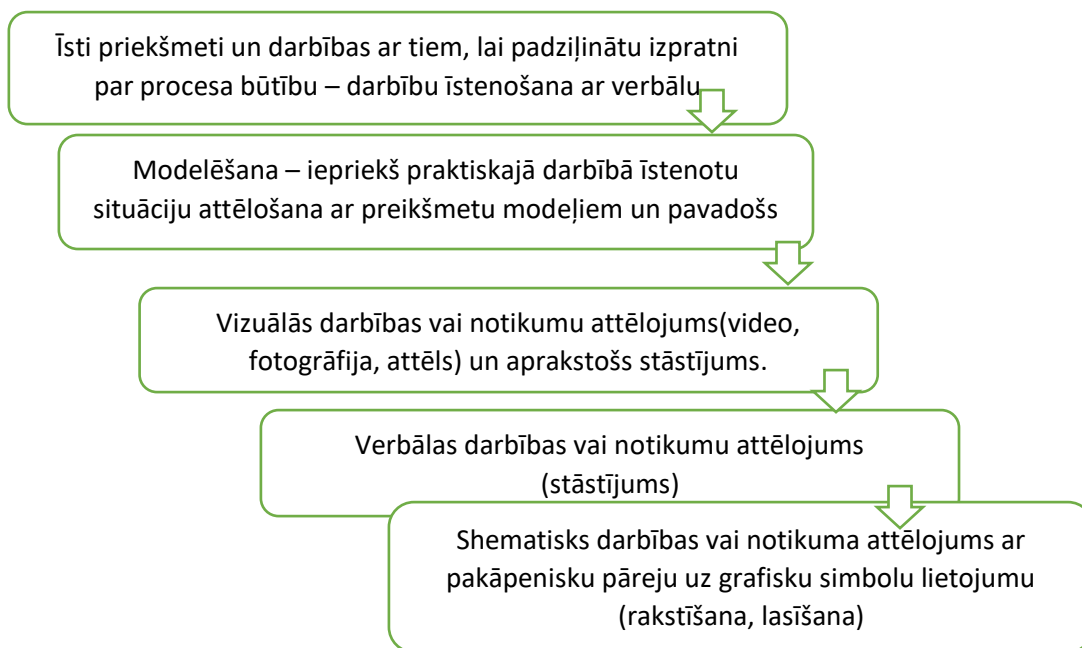 Īsti priekšmeti un darbības ar tiem, lai padziļinātu izpratni
par procesa būtību – darbību īstenošana ar verbālu
Modelēšana – iepriekš praktiskajā darbībā īstenotu
situāciju attēlošana ar preikšmetu modeļiem un pavadošs
Vizuālās darbības vai notikumu attēlojums(video,
fotogrāfija, attēls) un aprakstošs stāstījums.
Verbālas darbības vai notikumu attēlojums
(stāstījums)
Shematisks darbības vai notikuma attēlojums ar
pakāpenisku pāreju uz grafisku simbolu lietojumu
(rakstīšana, lasīšana)